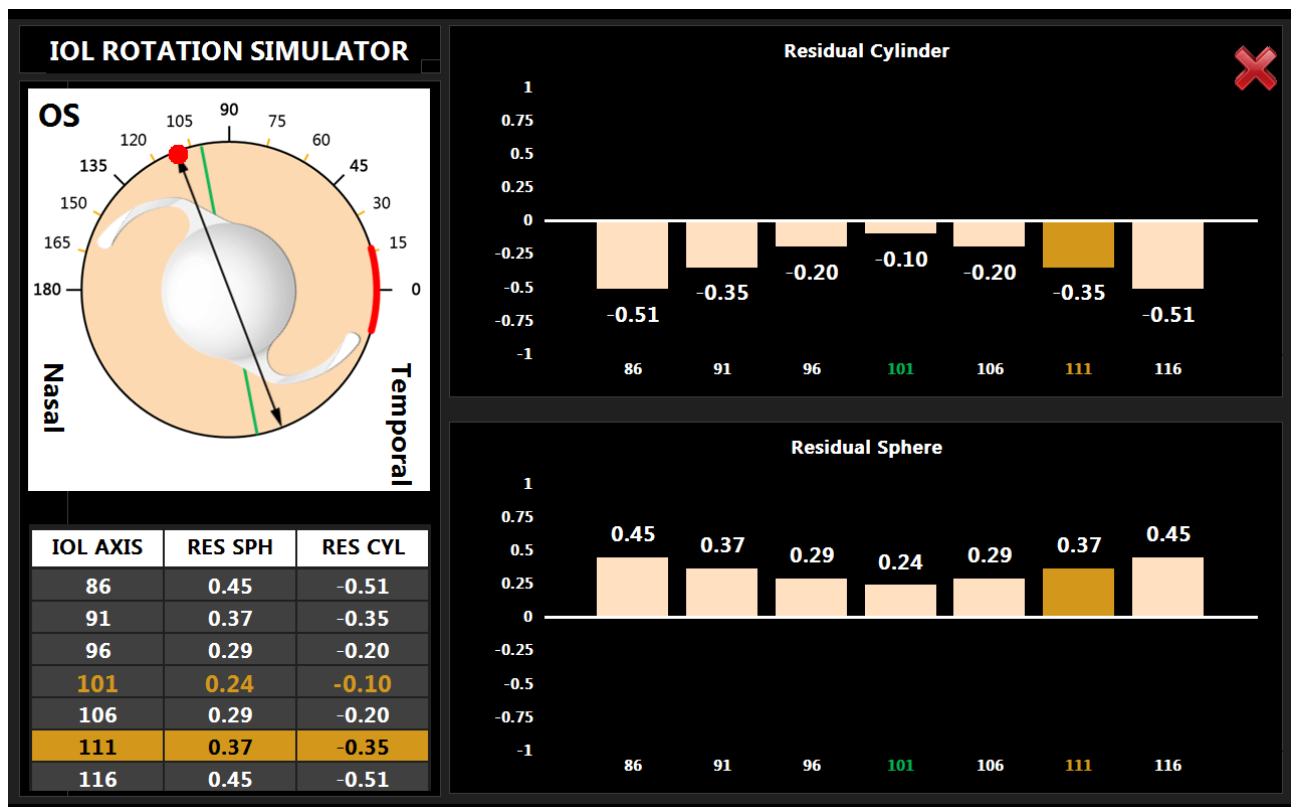 IOL ROTATION SIMULATOR
OS
90
105
75
120
60
135
45
150
30
165
15
180
0
Nasal
Temporal
IOL AXIS RES SPH RES CYL
86 0.45 -0.51
91 0.37 -0.35
96 0.29 -0.20
101 0.24 -0.10
106 0.29 -0.20
111 0.37 -0.35
116 0.45 -0.51
Residual Cylinder
1
0.75
0.5
0.25
0
-0.25
-0.5
-0.75
-1
-0.51 -0.35 -0.20 -0.10 -0.20 -0.35 -0.51
86 91 96 101 106 111 116
Residual Sphere
1
0.75
0.5
0.25
0
-0.25
-0.5
-0.75
-1
0.45 0.37 0.29 0.24 0.29 0.37 0.45
86 91 96 101 106 111 116